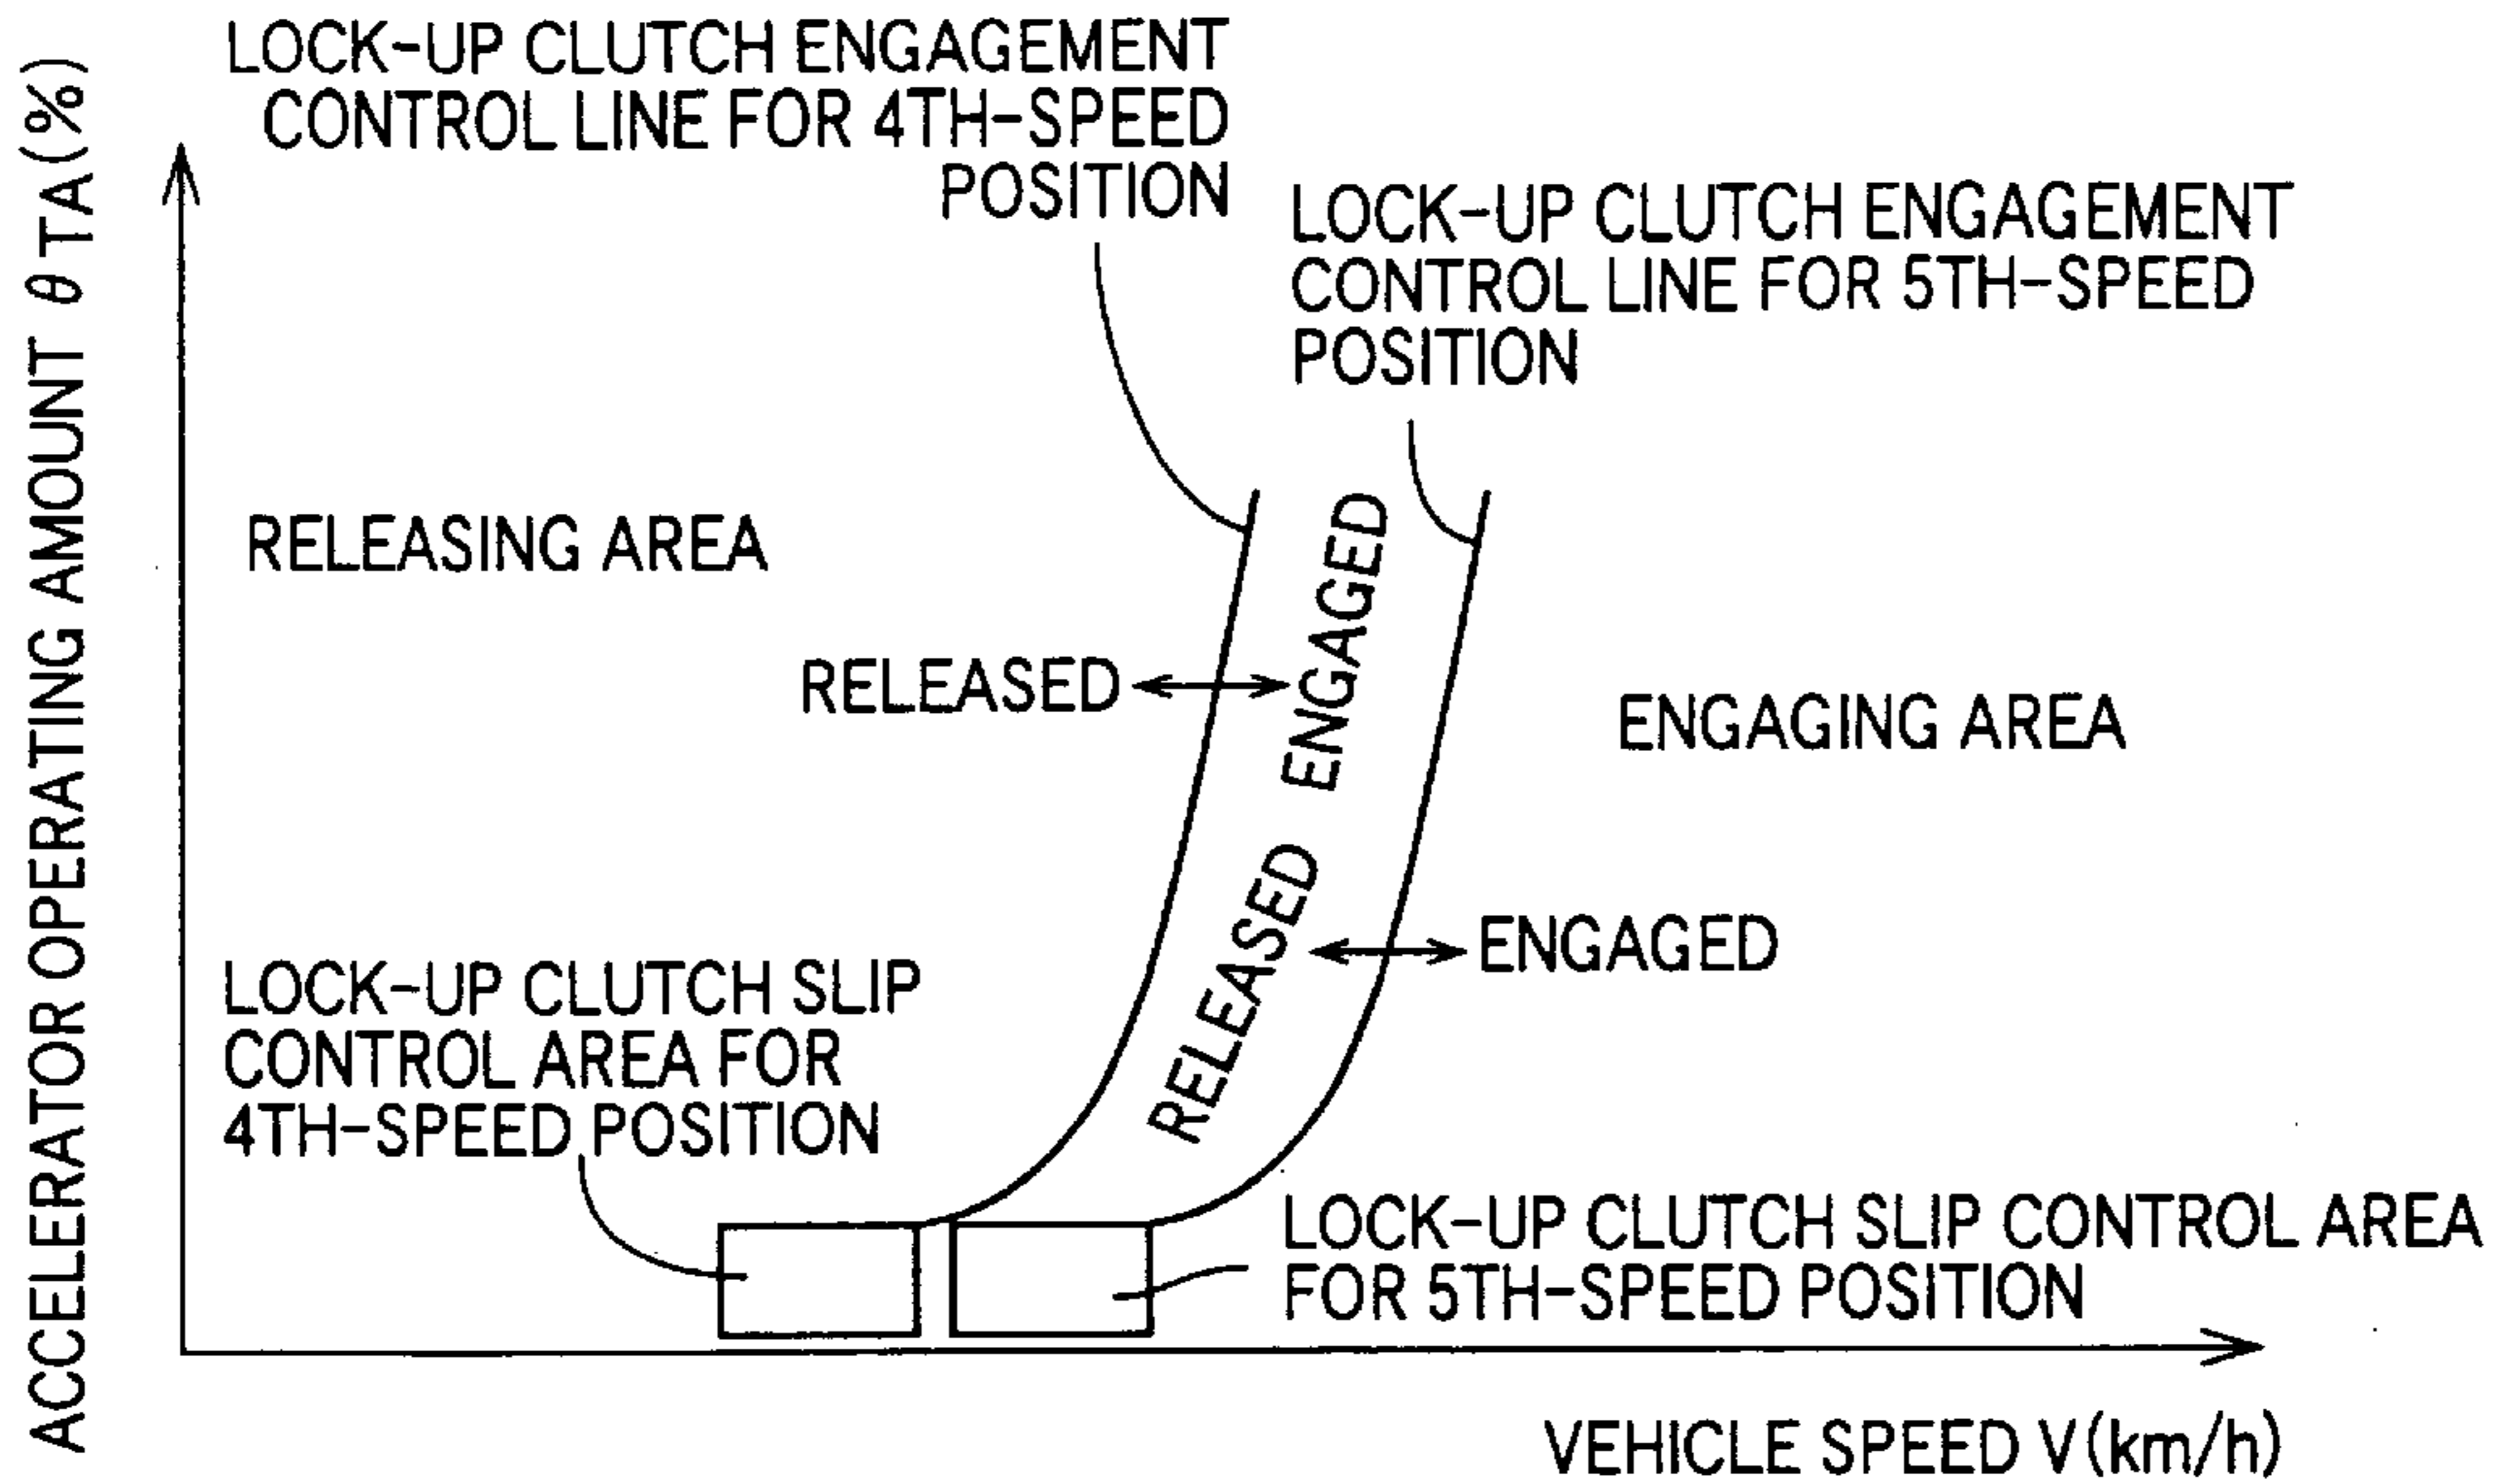 LOCK-UP CLUTCH ENGAGEMENT
CONTROL LINE FOR 4TH-SPEED
POSITION
LOCK-UP CLUTCH ENGAGEMENT
CONTROL LINE FOR 5TH-SPEED
POSITION
ACCELERATOR OPERATING AMOUNT θTA(%)
RELEASING AREA
RELEASED
ENGAGED
ENGAGING AREA
RELEASED
ENGAGED
LOCK-UP CLUTCH SLIP
CONTROL AREA FOR
4TH-SPEED POSITION
LOCK-UP CLUTCH SLIP CONTROL AREA
FOR 5TH-SPEED POSITION
VEHICLE SPEED V(km/h)